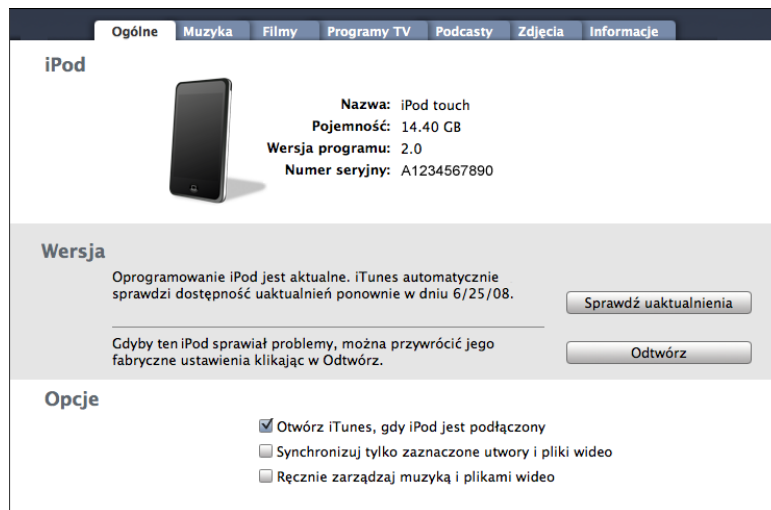 Ogólne Muzyka Filmy Programy TV Podcasty Zdjęcia Informacje
iPod
Nazwa: iPod touch
Pojemność: 14.40 GB
Wersja programu: 2.0
Numer seryjny: A1234567890
Wersja
Oprogramowanie iPod jest aktualne. iTunes automatycznie
sprawdzi dostępność uaktualnień ponownie w dniu 6/25/08.
Sprawdź uaktualnienia
Gdyby ten iPod sprawiał problemy, można przywrócić jego
fabryczne ustawienia klikając w Odtwórz.
Odtwórz
Opcje
Otwórz iTunes, gdy iPod jest podłączony
Synchronizuj tylko zaznaczone utwory i pliki wideo
Ręcznie zarządzaj muzyką i plikami wideo